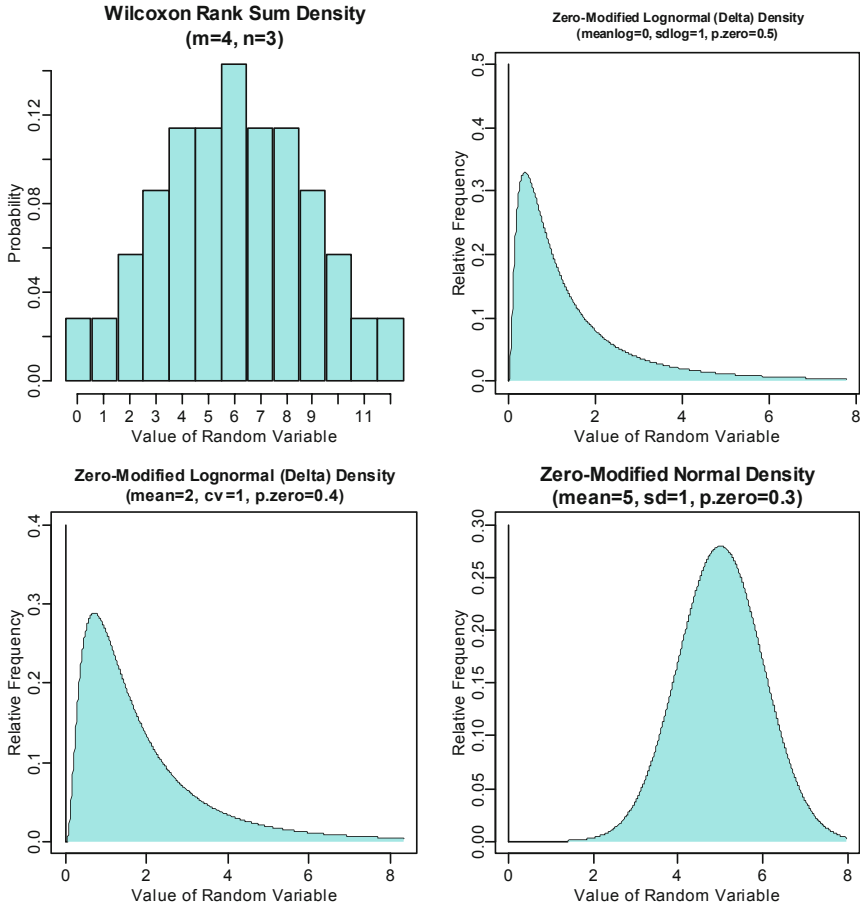 Wilcoxon Rank Sum Density
(m=4, n=3)
Probability
0.00
0.04
0.08
0.12
0 1 2 3 4 5 6 7 8 9 11
Value of Random Variable
Zero-Modified Lognormal (Delta) Density
(meanlog=0, sdlog=1, p.zero=0.5)
Relative Frequency
0.0
0.1
0.2
0.3
0.4
0.5
0 2 4 6 8
Value of Random Variable
Zero-Modified Lognormal (Delta) Density
(mean=2, cv=1, p.zero=0.4)
Relative Frequency
0.0
0.1
0.2
0.3
0.4
0 2 4 6 8
Value of Random Variable
Zero-Modified Normal Density
(mean=5, sd=1, p.zero=0.3)
Relative Frequency
0.00
0.05
0.10
0.15
0.20
0.25
0.30
0 2 4 6 8
Value of Random Variable